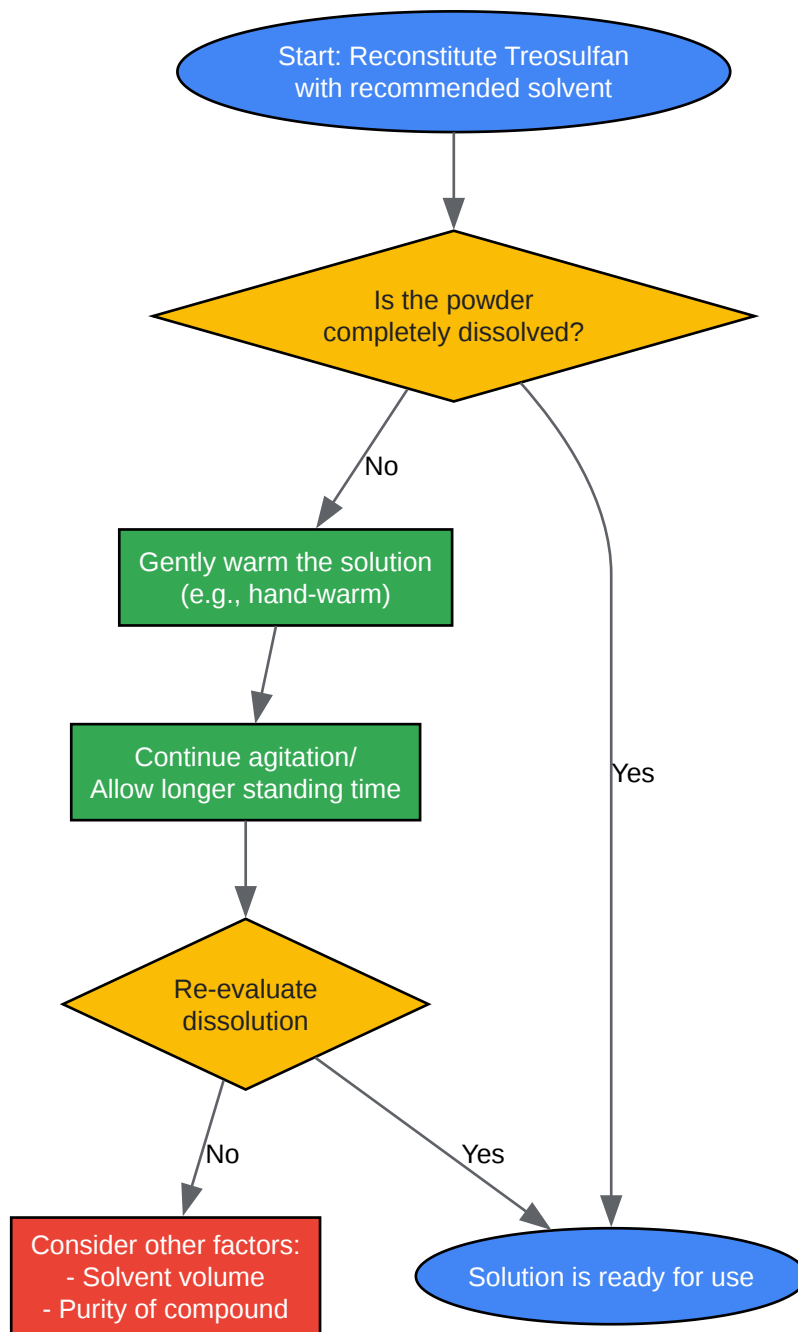 Start: Reconstitute Treosulfan
with recommended solvent
Is the powder
completely dissolved?
No
Gently warm the solution
(e.g., hand-warm)
Continue agitation/
Allow longer standing time
Yes
Re-evaluate
dissolution
No
Yes
Consider other factors:
- Solvent volume
- Purity of compound
Solution is ready for use